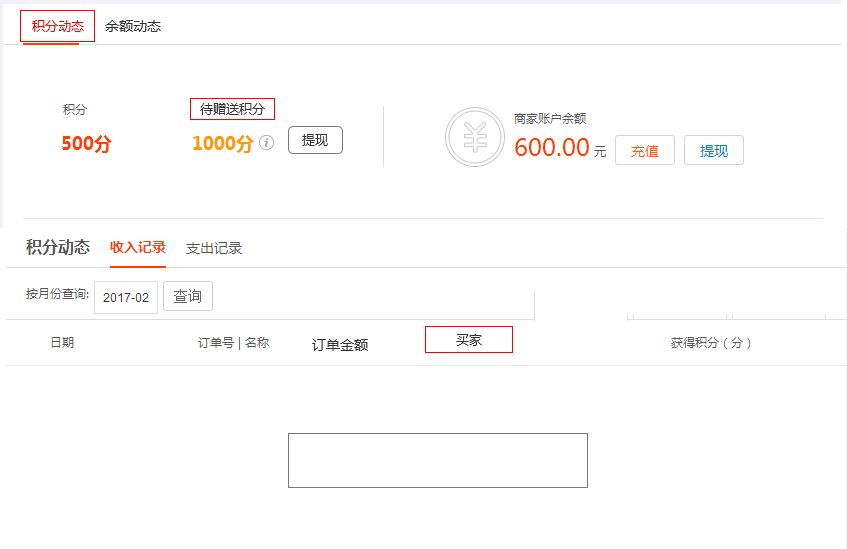 积分动态 余额动态
积分 待赠送积分 商家账户余额
500分 1000分 i 提现 ¥ 600.00 元 充值 提现
积分动态 收入记录 支出记录
按月份查询: 2017-02 查询
日期 订单号 | 名称 订单金额 买家 获得积分（分）